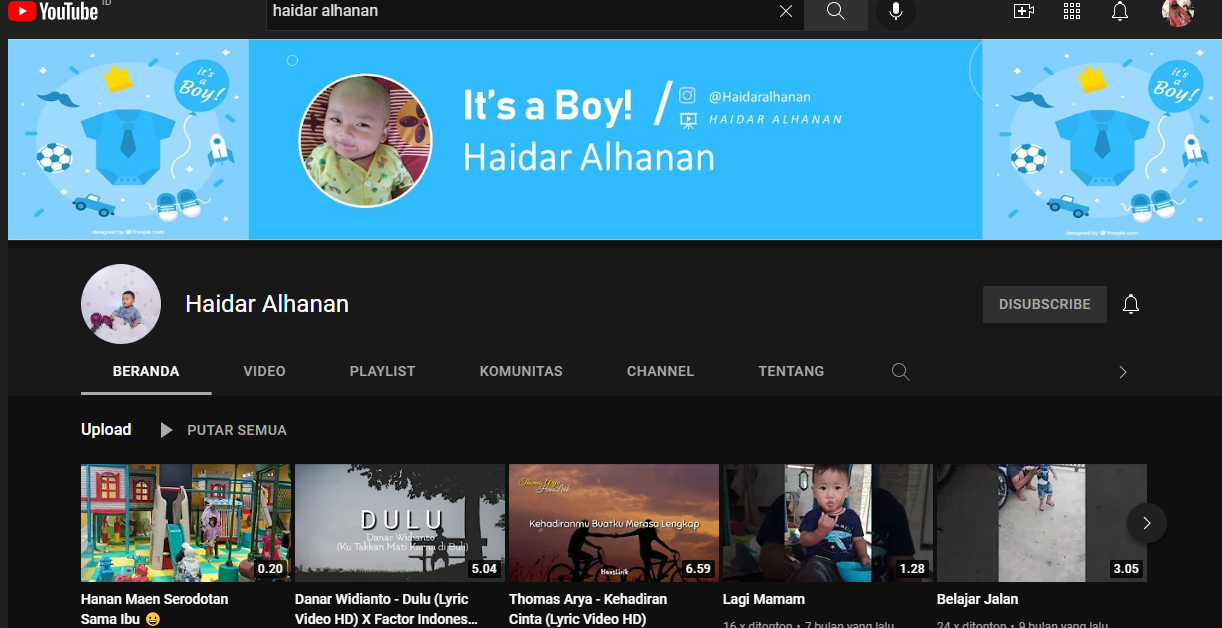 YouTube ID
haidar alhanan
it's a Boy!
designed by freepik.com
It's a Boy! /
@Haidaralhanan
HAIDAR ALHANAN
Haidar Alhanan
it's a Boy!
designed by freepik.com
Haidar Alhanan
DISUBSCRIBE
BERANDA VIDEO PLAYLIST KOMUNITAS CHANNEL TENTANG
Upload PUTAR SEMUA
DULU
Danar Widianto
(Ku Takkan Mati Karna di Buli)
5.04
Thomas Arya
Kehadiranmu Buatku Merasa Lengkap
6.59
0.20
1.28
3.05
Hanan Maen Serodotan
Sama Ibu 😀
Danar Widianto - Dulu (Lyric
Video HD) X Factor Indones...
Thomas Arya - Kehadiran
Cinta (Lyric Video HD)
Lagi Mamam
16 x ditonton • 7 bulan yang lalu
Belajar Jalan
24 x ditonton • 9 bulan yang lalu